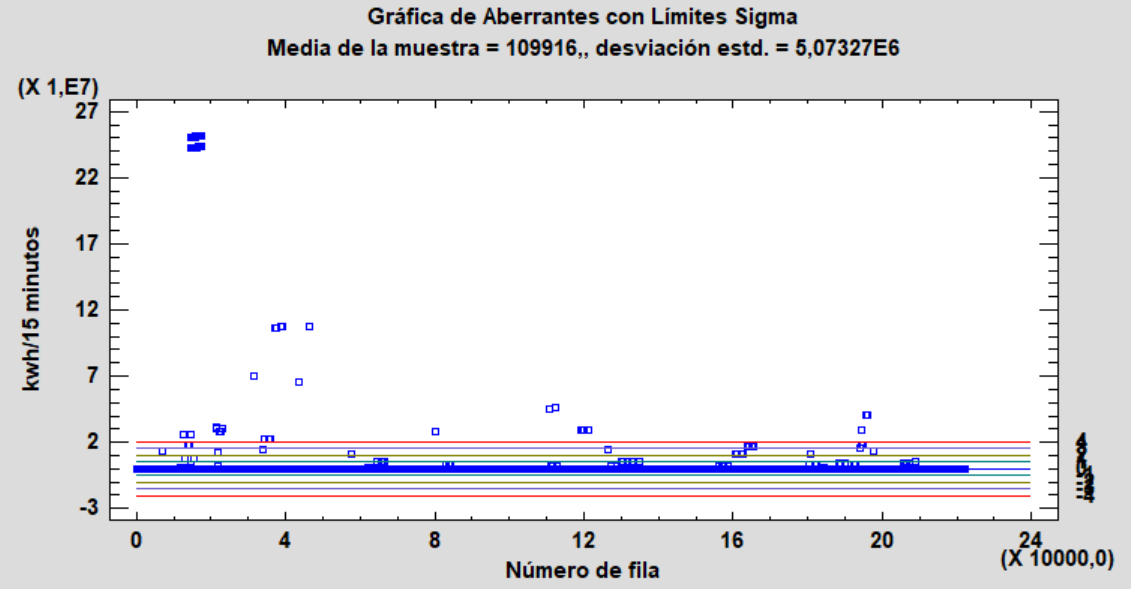 Gráfica de Aberrantes con Límites Sigma
Media de la muestra = 109916,, desviación estd. = 5,07327E6
(X 1,E7)
27
22
17
12
7
2
-3
kwh/15 minutos
4
-4
0 4 8 12 16 20 24
(X 10000,0)
Número de fila